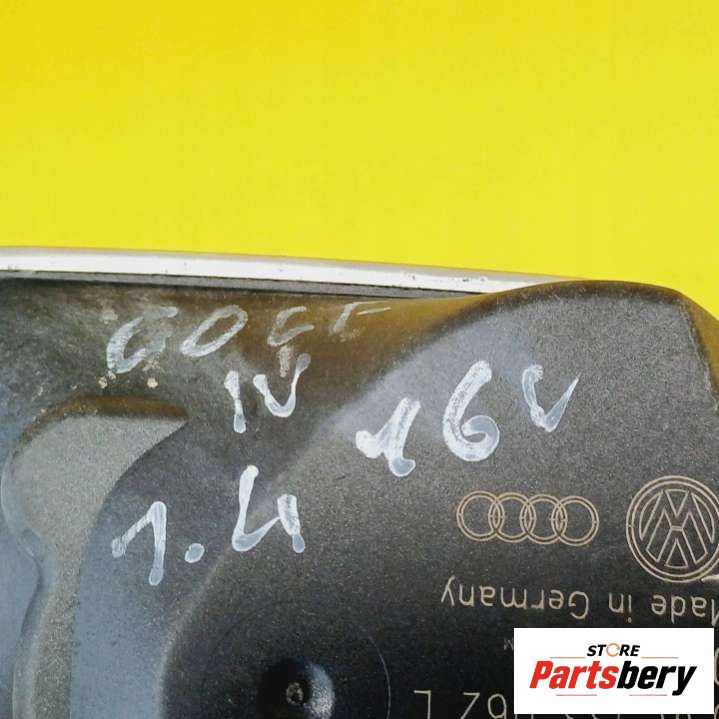 GOLF
IV 16V
1.4
Made in Germany
STORE
Partsbery